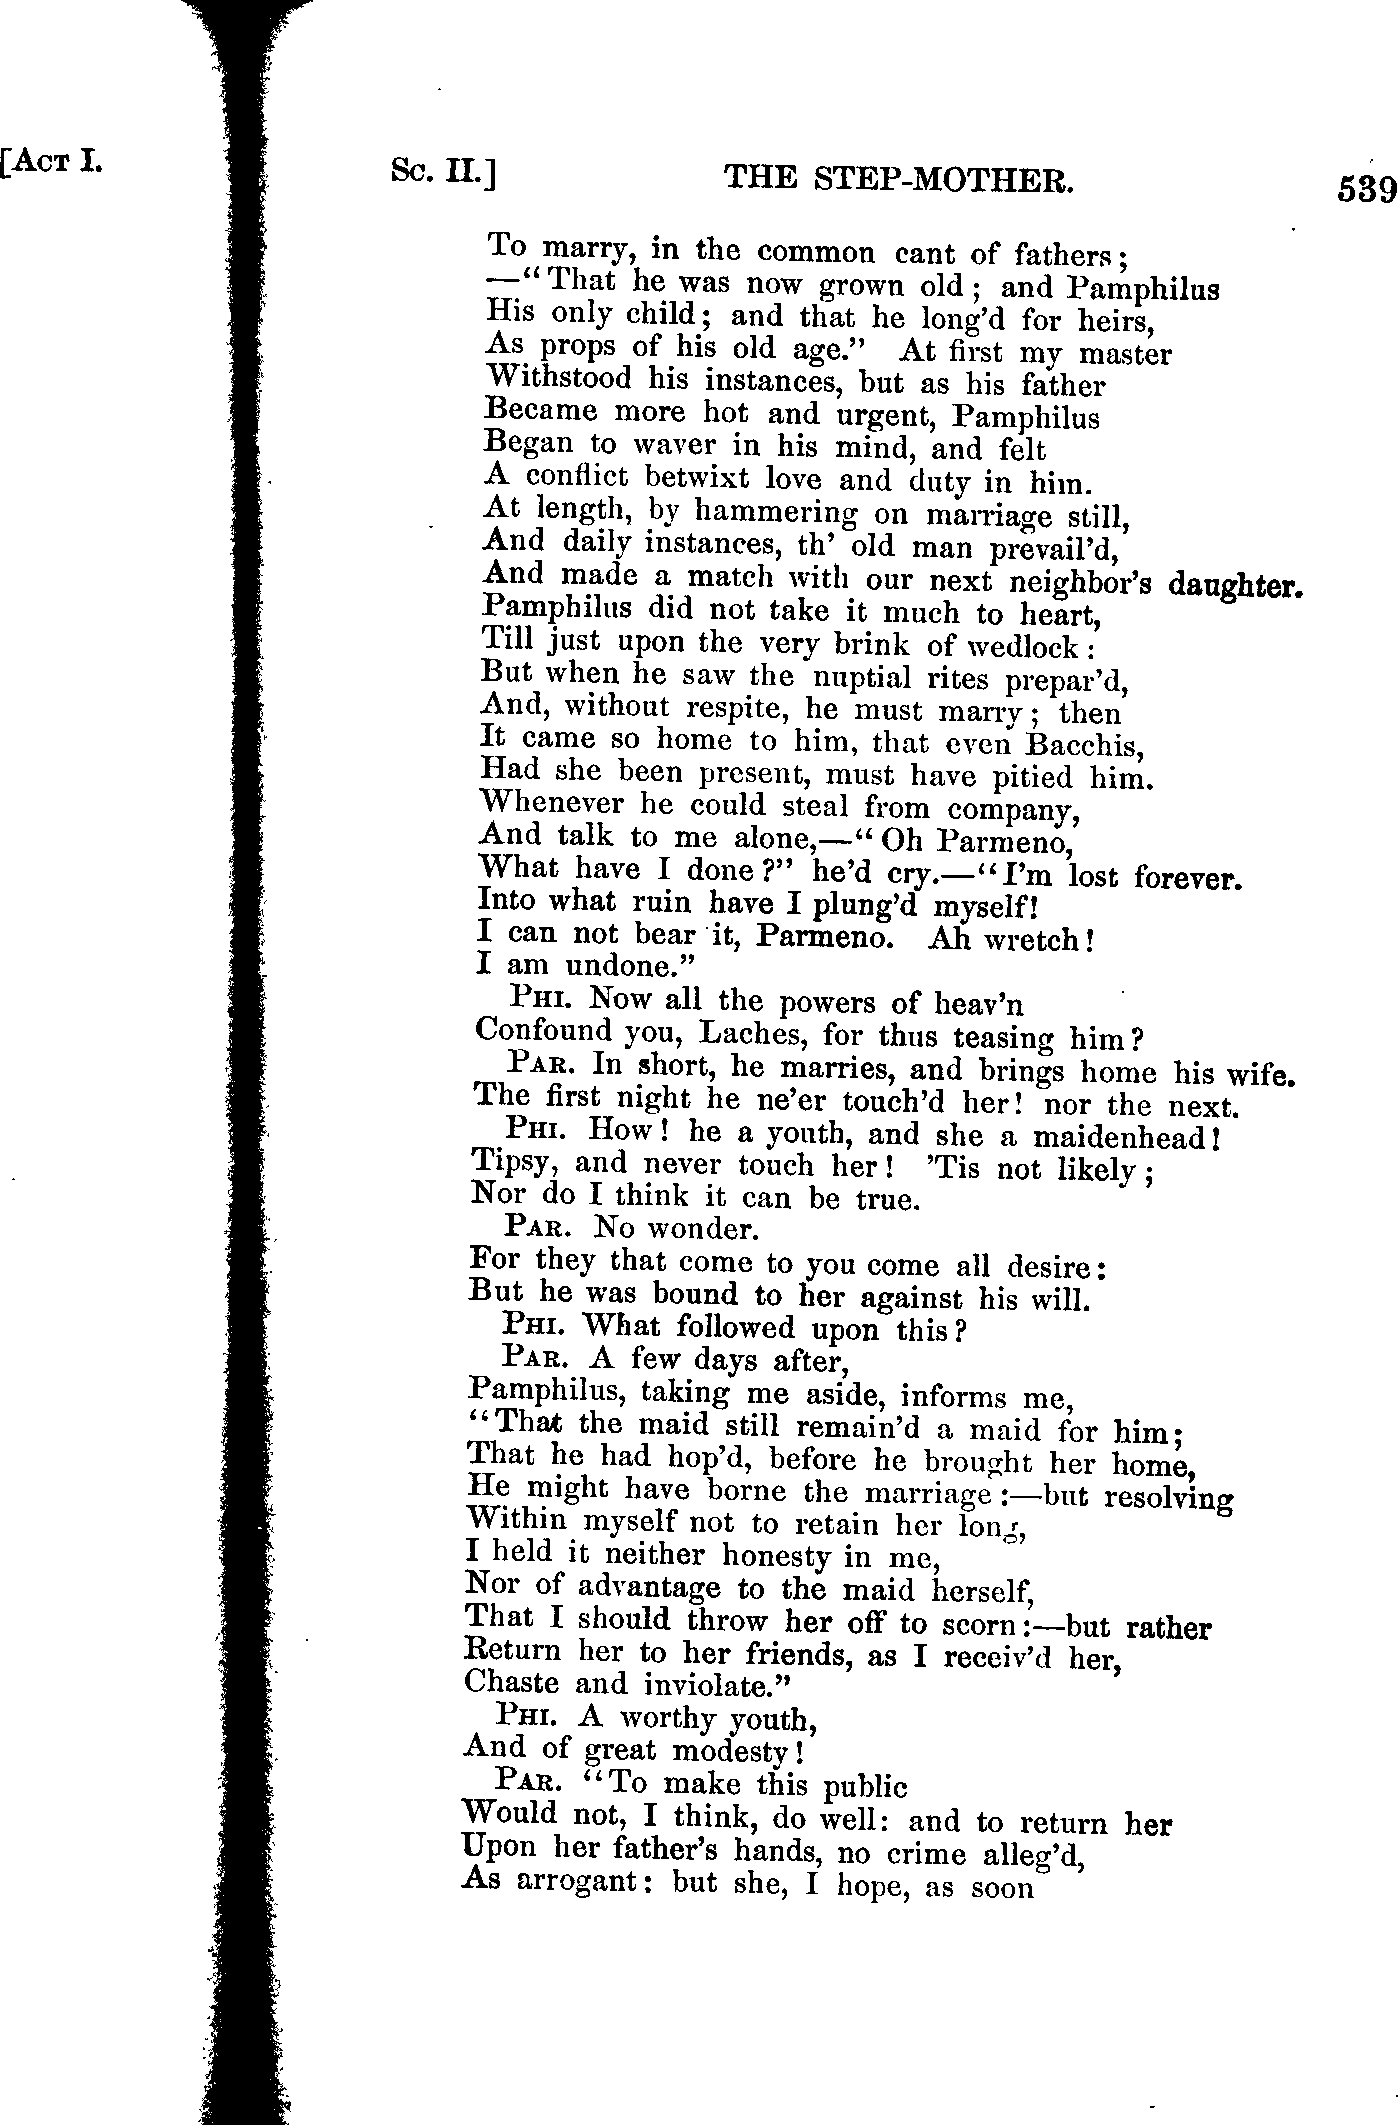 [ACT I.
Sc. II.] THE STEP-MOTHER. 539
To marry, in the common cant of fathers;
—"That he was now grown old; and Pamphilus
His only child; and that he long'd for heirs,
As props of his old age." At first my master
Withstood his instances, but as his father
Became more hot and urgent, Pamphilus
Began to waver in his mind, and felt
A conflict betwixt love and duty in him.
At length, by hammering on marriage still,
And daily instances, th' old man prevail'd,
And made a match with our next neighbor's daughter.
Pamphilus did not take it much to heart,
Till just upon the very brink of wedlock:
But when he saw the nuptial rites prepar'd,
And, without respite, he must marry; then
It came so home to him, that even Bacchis,
Had she been present, must have pitied him.
Whenever he could steal from company,
And talk to me alone,—"Oh Parmeno,
What have I done?" he'd cry.—"I'm lost forever.
Into what ruin have I plung'd myself!
I can not bear it, Parmeno. Ah wretch!
I am undone."
PHI. Now all the powers of heav'n
Confound you, Laches, for thus teasing him?
PAR. In short, he marries, and brings home his wife.
The first night he ne'er touch'd her! nor the next.
PHI. How! he a youth, and she a maidenhead!
Tipsy, and never touch her! 'Tis not likely;
Nor do I think it can be true.
PAR. No wonder.
For they that come to you come all desire:
But he was bound to her against his will.
PHI. What followed upon this?
PAR. A few days after,
Pamphilus, taking me aside, informs me,
"That the maid still remain'd a maid for him;
That he had hop'd, before he brought her home,
He might have borne the marriage:—but resolving
Within myself not to retain her long,
I held it neither honesty in me,
Nor of advantage to the maid herself,
That I should throw her off to scorn:—but rather
Return her to her friends, as I receiv'd her,
Chaste and inviolate."
PHI. A worthy youth,
And of great modesty!
PAR. "To make this public
Would not, I think, do well: and to return her
Upon her father's hands, no crime alleg'd,
As arrogant: but she, I hope, as soon